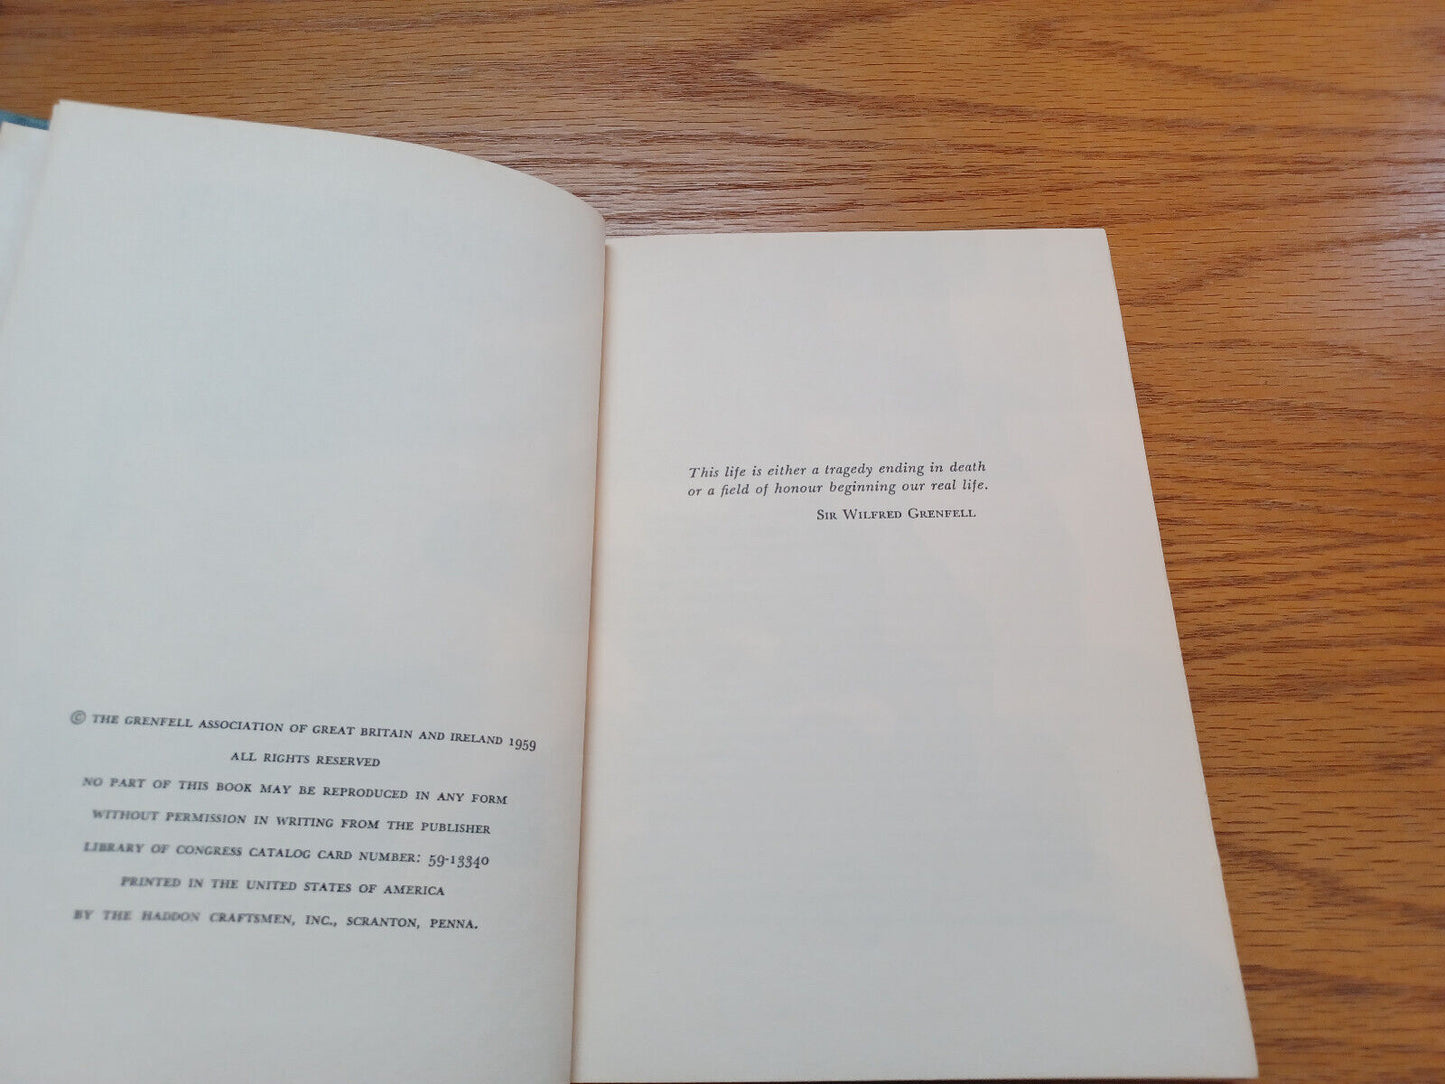 © THE GRENFELL ASSOCIATION OF GREAT BRITAIN AND IRELAND 1959
ALL RIGHTS RESERVED
NO PART OF THIS BOOK MAY BE REPRODUCED IN ANY FORM
WITHOUT PERMISSION IN WRITING FROM THE PUBLISHER
LIBRARY OF CONGRESS CATALOG CARD NUMBER: 59-13340
PRINTED IN THE UNITED STATES OF AMERICA
BY THE HADDON CRAFTSMEN, INC., SCRANTON, PENNA.
This life is either a tragedy ending in death
or a field of honour beginning our real life.
SIR WILFRED GRENFELL